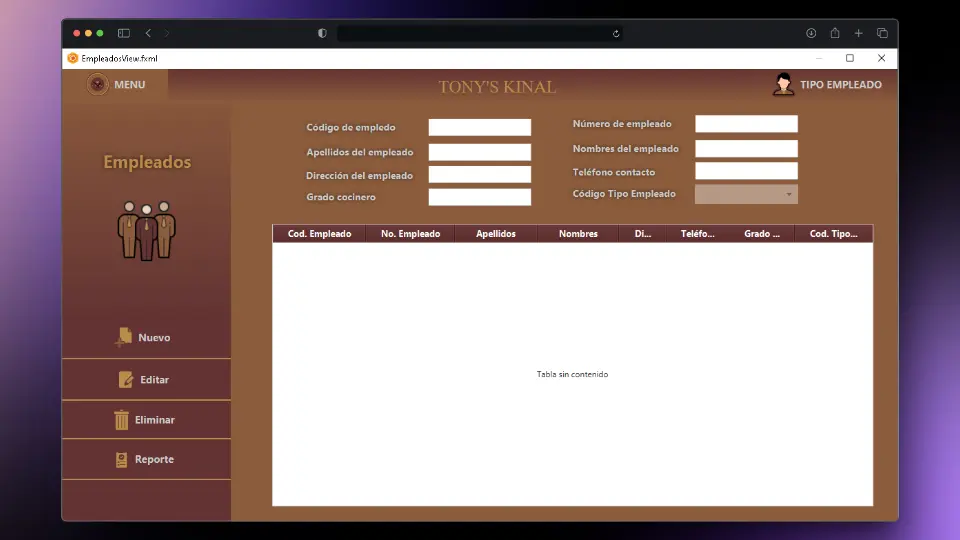 EmpleadosView.fxml
MENU
TONY'S KINAL
TIPO EMPLEADO
Empleados
Código de empledo
Número de empleado
Apellidos del empleado
Nombres del empleado
Dirección del empleado
Teléfono contacto
Grado cocinero
Código Tipo Empleado
Cod. Empleado No. Empleado Apellidos Nombres Di... Teléfo... Grado ... Cod. Tipo...
Tabla sin contenido
Nuevo
Editar
Eliminar
Reporte